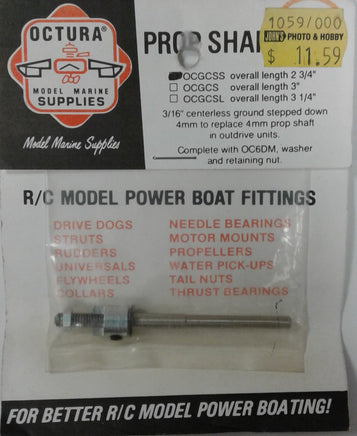 OCTURA®
MODEL MARINE
SUPPLIES
Model Marine Supplies
1059/000
JOHN'S PHOTO & HOBBY
$ 11.59
PROP
OCGCSS overall length 2 3/4"
OCGCS overall length 3"
OCGCSL overall length 3 1/4"
3/16" centerless ground stepped down
4mm to replace 4mm prop shaft
in outdrive units.
Complete with OC6DM, washer
and retaining nut.
R/C MODEL POWER BOAT FITTINGS
DRIVE DOGS
STRUTS
RUDDERS
UNIVERSALS
FLYWHEELS
COLLARS
NEEDLE BEARINGS
MOTOR MOUNTS
PROPELLERS
WATER PICK-UPS
TAIL NUTS
THRUST BEARINGS
FOR BETTER R/C MODEL POWER BOATING!